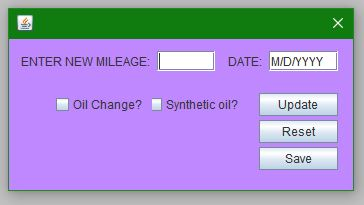 ENTER NEW MILEAGE: DATE: M/D/YYYY
Oil Change? Synthetic oil? Update
Reset
Save